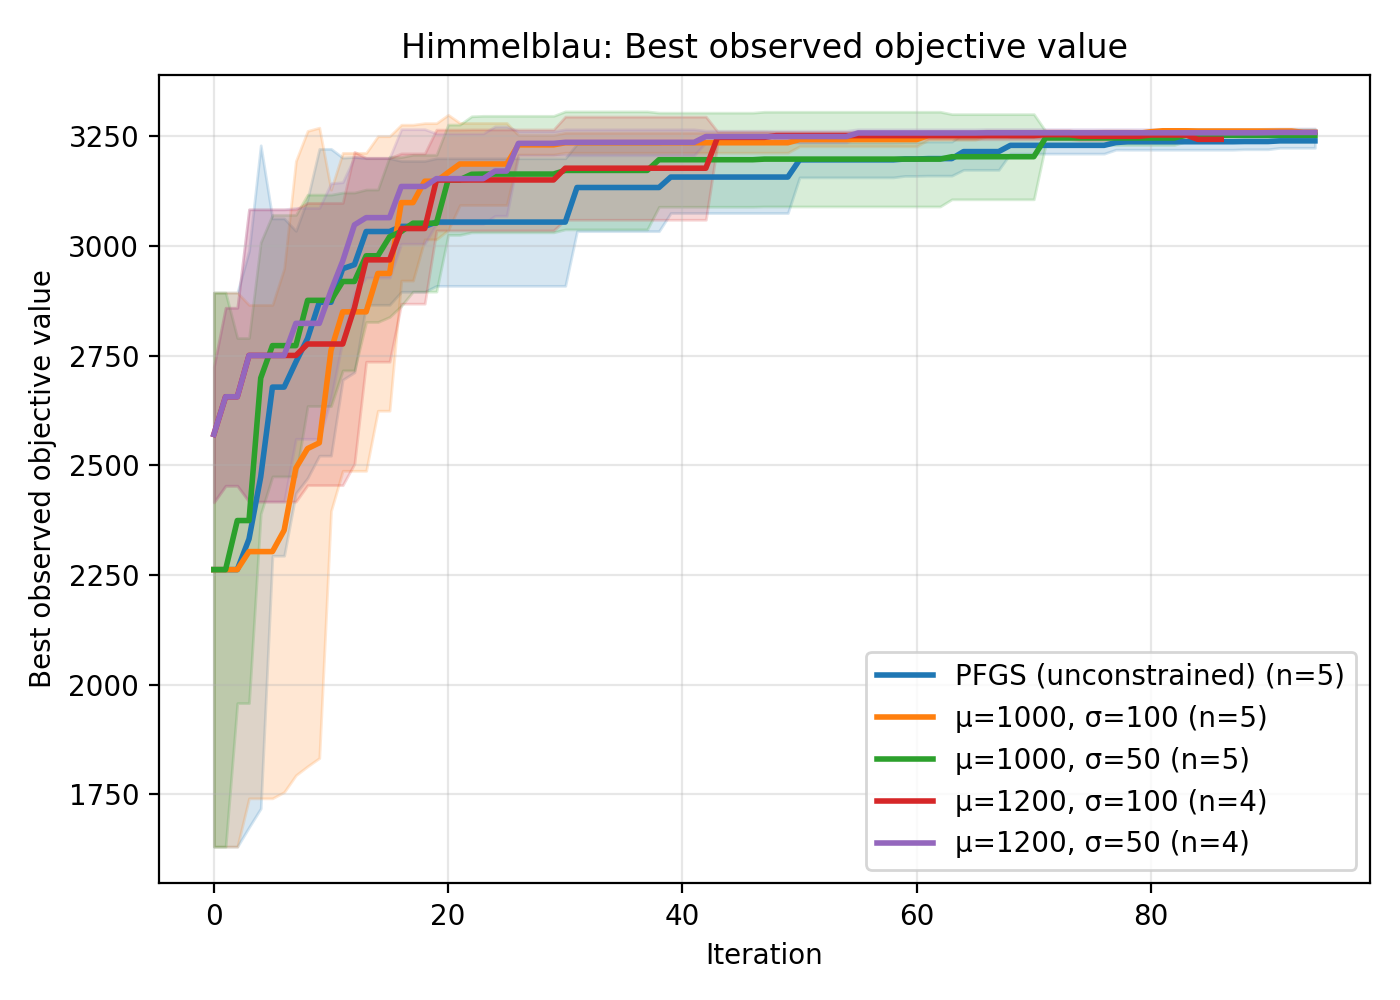 Himmelblau: Best observed objective value
Best observed objective value
3250
3000
2750
2500
2250
2000
1750
0
20
40
60
80
Iteration
PFGS (unconstrained) (n=5)
μ=1000, σ=100 (n=5)
μ=1000, σ=50 (n=5)
μ=1200, σ=100 (n=4)
μ=1200, σ=50 (n=4)